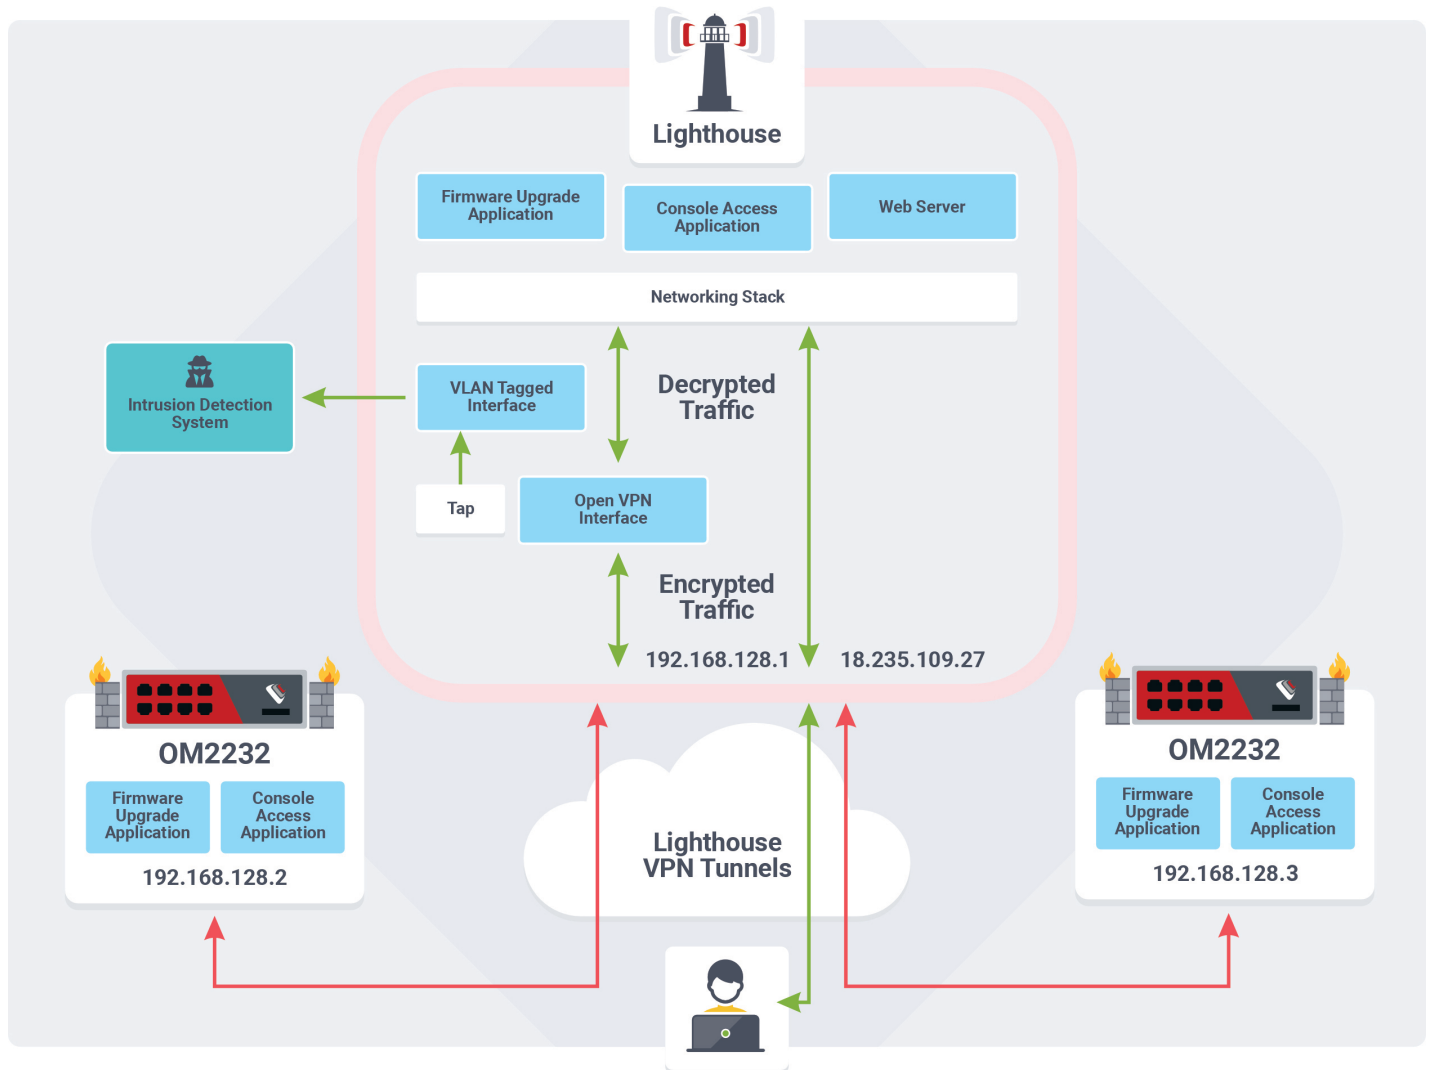 Lighthouse
Firmware Upgrade
Application
Console Access
Application
Web Server
Networking Stack
Intrusion Detection
System
VLAN Tagged
Interface
Decrypted
Traffic
Tap
Open VPN
Interface
Encrypted
Traffic
192.168.128.1
18.235.109.27
OM2232
Firmware
Upgrade
Application
Console
Access
Application
192.168.128.2
Lighthouse
VPN Tunnels
OM2232
Firmware
Upgrade
Application
Console
Access
Application
192.168.128.3